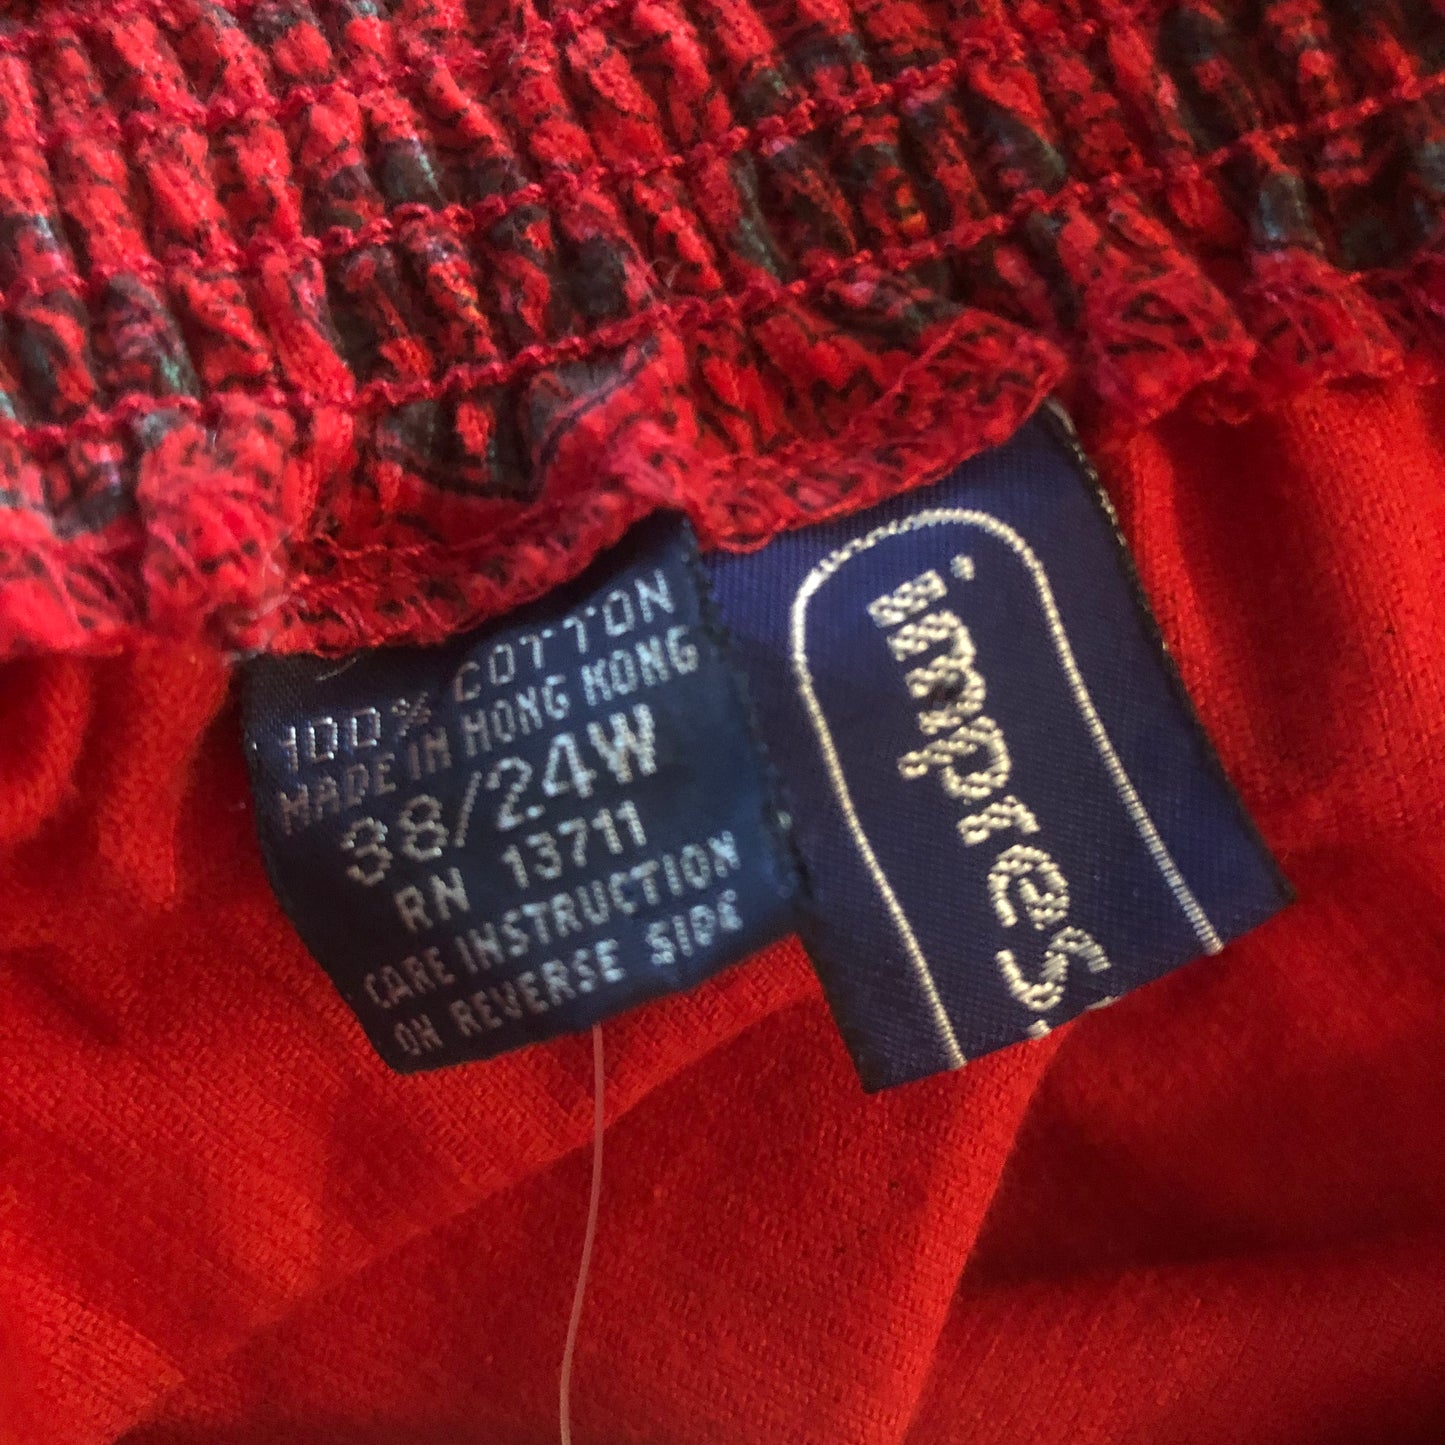 100% COTTON
MADE IN HONG KONG
38/24W
RN 13711
CARE INSTRUCTION
ON REVERSE SIDE
impres